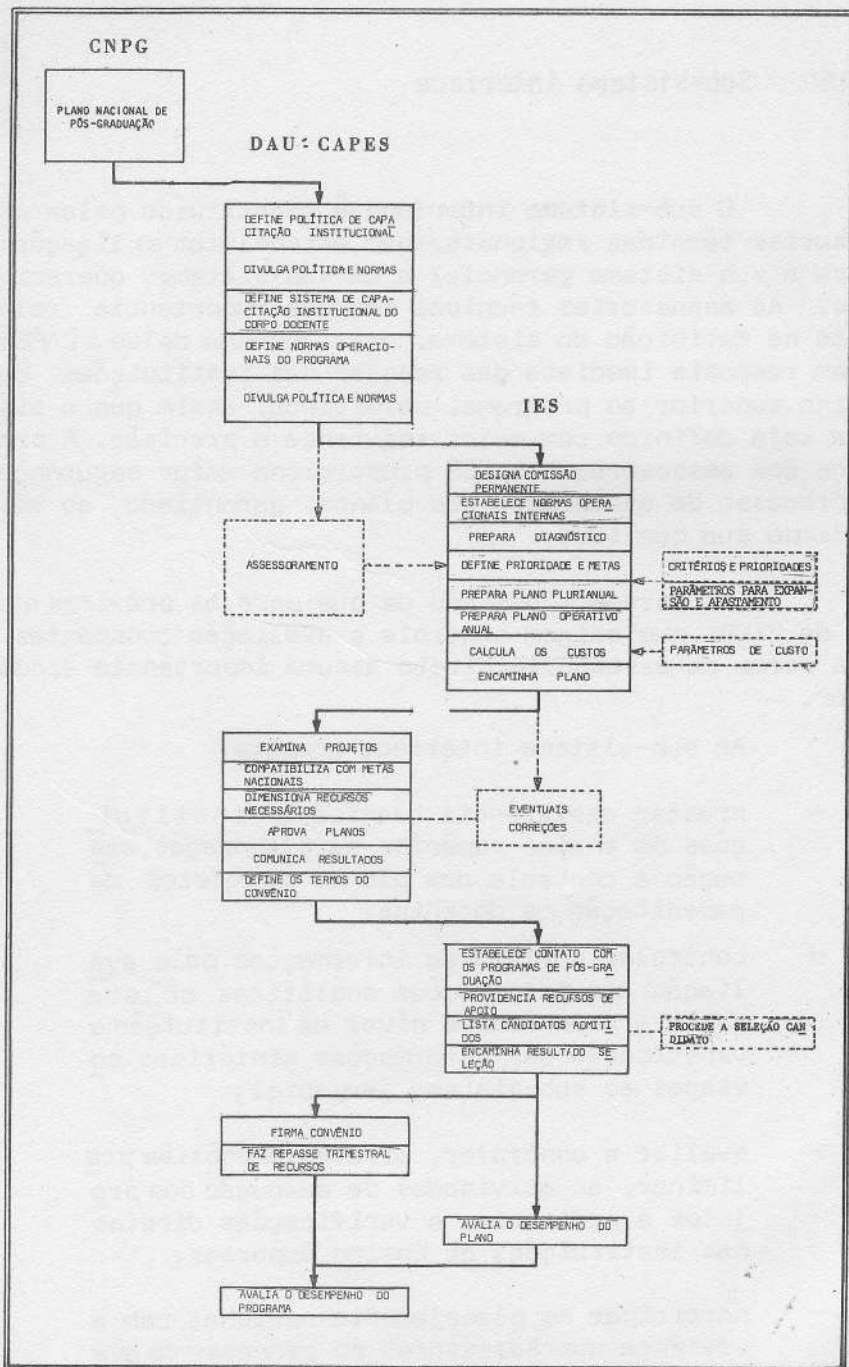 CNPG
PLANO NACIONAL DE
PÓS-GRADUAÇÃO
DAU - CAPES
DEFINE POLÍTICA DE CAPA
CITAÇÃO INSTITUCIONAL
DIVULGA POLÍTICA E NORMAS
DEFINE SISTEMA DE CAPA-
CITAÇÃO INSTITUCIONAL DO
CORPO DOCENTE
DEFINE NORMAS OPERACIO-
NAIS DO PROGRAMA
DIVULGA POLÍTICA E NORMAS
IES
DESIGNA COMISSÃO
PERMANENTE
ESTABELECE NORMAS OPERA
CIONAIS INTERNAS
PREPARA DIAGNÓSTICO
DEFINE PRIORIDADE E METAS
PREPARA PLANO PLURIANUAL
PREPARA PLANO OPERATIVO
ANUAL
CALCULA OS CUSTOS
ENCAMINHA PLANO
ASSESSORAMENTO
CRITÉRIOS E PRIORIDADES
PARÂMETROS PARA EXPAN-
SÃO E AFASTAMENTO
PARÂMETROS DE CUSTO
EXAMINA PROJETOS
COMPATIBILIZA COM METAS
NACIONAIS
DIMENSIONA RECURSOS
NECESSÁRIOS
APROVA PLANOS
COMUNICA RESULTADOS
DEFINE OS TERMOS DO
CONVÊNIO
EVENTUAIS
CORREÇÕES
ESTABELECE CONTATO COM
OS PROGRAMAS DE PÓS-GRA
DUAÇÃO
PROVIDÊNCIA RECURSOS DE
APOIO
LISTA CANDIDATOS ADMITI
DOS
ENCAMINHA RESULTADO SE
LEÇÃO
PROCEDE A SELEÇÃO CAN
DIDATO
FIRMA CONVÊNIO
FAZ REPASSE TRIMESTRAL
DE RECURSOS
AVÁLIA O DESEMPENHO DO
PLANO
AVALIA O DESEMPENHO DO
PROGRAMA